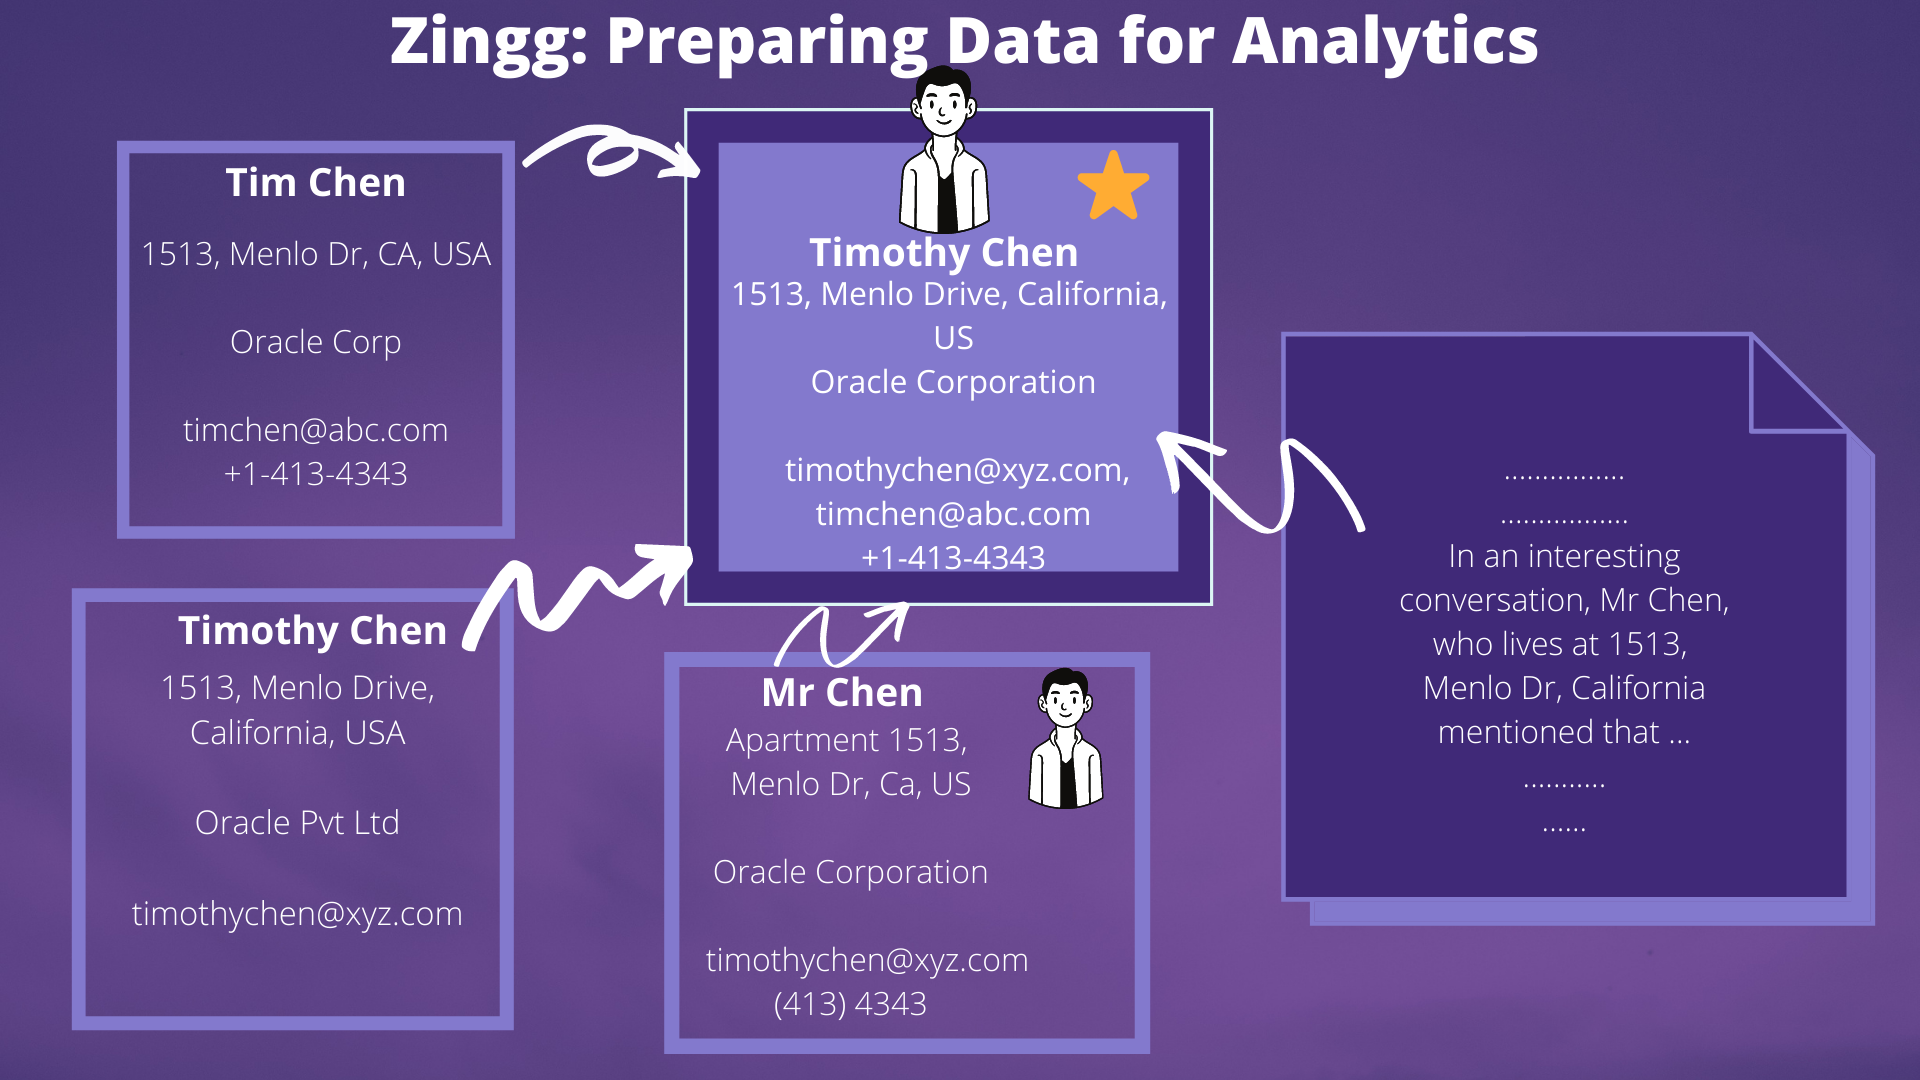 Zingg: Preparing Data for Analytics
Tim Chen
1513, Menlo Dr, CA, USA
Oracle Corp
timchen@abc.com
+1-413-4343
Timothy Chen
1513, Menlo Drive, California,
US
Oracle Corporation
timothychen@xyz.com,
timchen@abc.com
+1-413-4343
Timothy Chen
1513, Menlo Drive,
California, USA
Oracle Pvt Ltd
timothychen@xyz.com
Mr Chen
Apartment 1513,
Menlo Dr, Ca, US
Oracle Corporation
timothychen@xyz.com
(413) 4343
................
.................
In an interesting
conversation, Mr Chen,
who lives at 1513,
Menlo Dr, California
mentioned that ...
...........
......